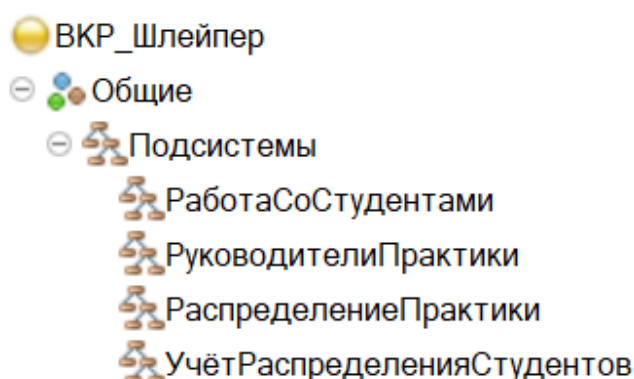 ВКР_Шлейпер
Общие
Подсистемы
РаботаСоСтудентами
РуководителиПрактики
РаспределениеПрактики
УчётРаспределенияСтудентов